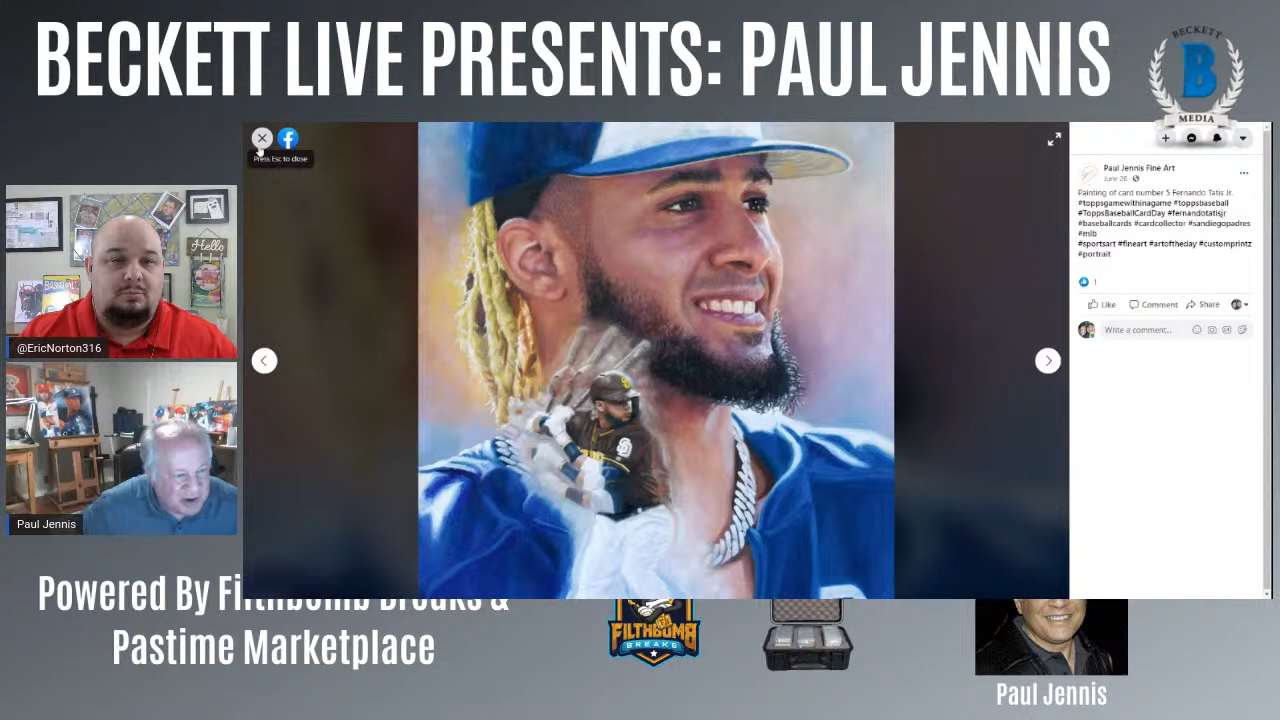 BECKETT LIVE PRESENTS: PAUL JENNIS
BECKETT
B
MEDIA
Press Esc to close
Paul Jennis Fine Art
June 26
Painting of card number 5 Fernando Tatis Jr.
#toppsgamewithinagame #toppsbaseball
#ToppsBaseballCardDay #fernandotatisjr
#baseballcards #cardcollector #sandiegopadres
#mlb
#sportsart #fineart #artoftheday #customprintz
#portrait
1
Like Comment Share
Write a comment...
Hello
BASKETBALL
@EricNorton316
Paul Jennis
Powered By Filthbomb Breaks &
Pastime Marketplace
FILTHBOMB
BREAKS
Paul Jennis